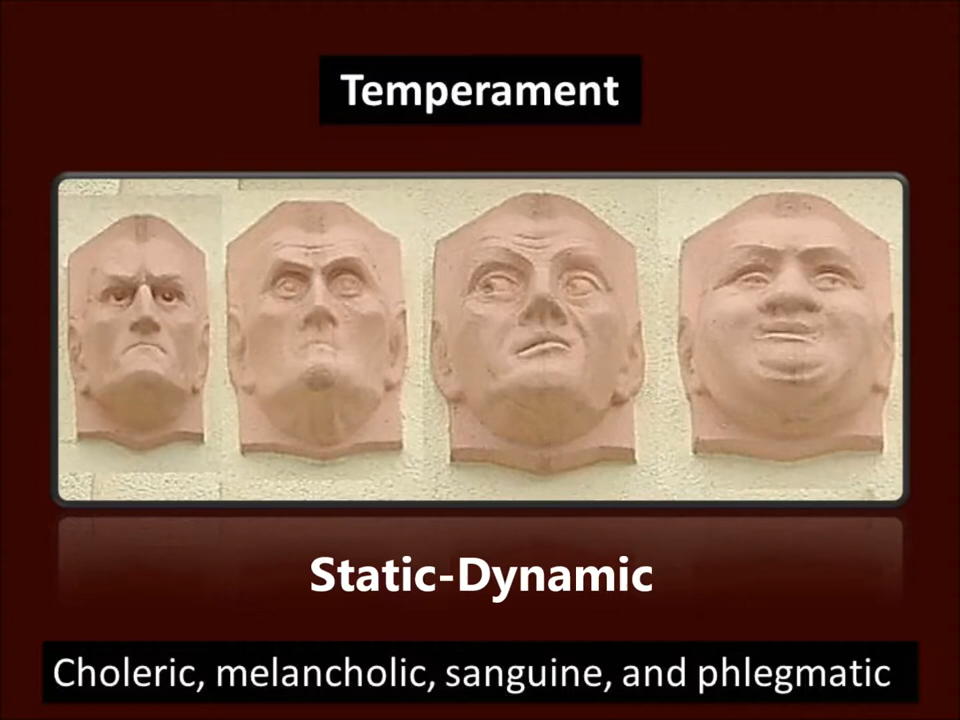 Temperament
Static-Dynamic
Choleric, melancholic, sanguine, and phlegmatic